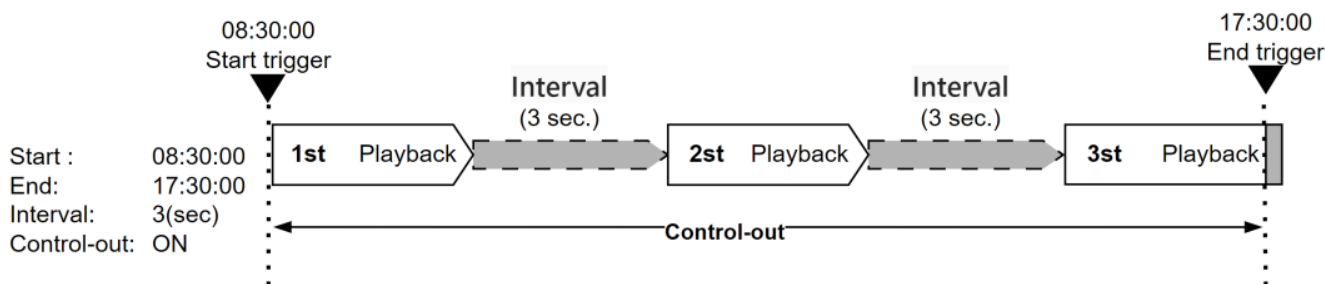 08:30:00
Start trigger
17:30:00
End trigger
Interval
(3 sec.)
Interval
(3 sec.)
1st Playback
2st Playback
3st Playback
Start : 08:30:00
End: 17:30:00
Interval: 3(sec)
Control-out: ON
Control-out